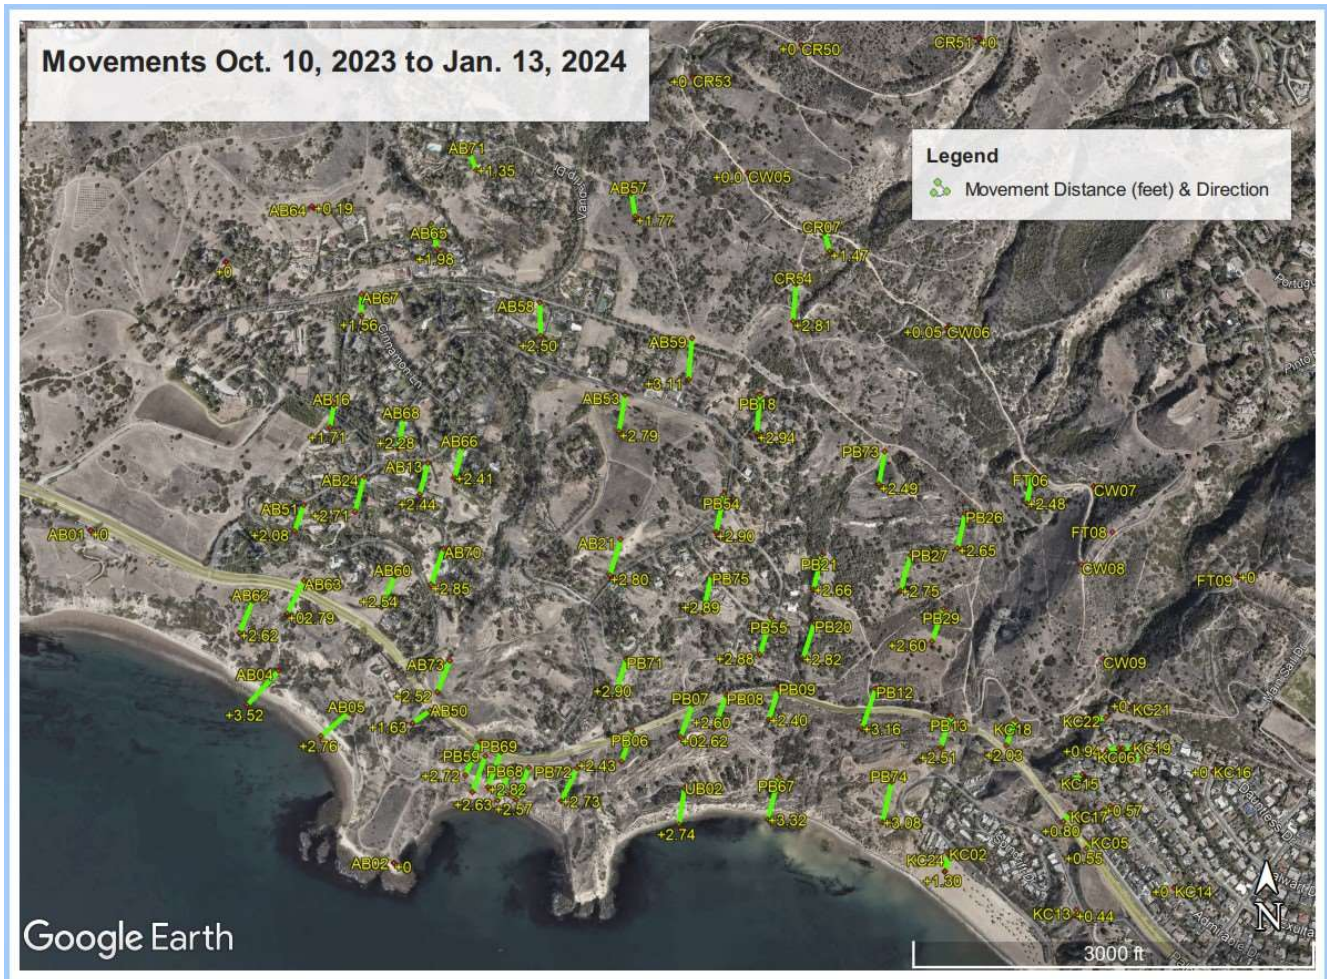 Movements Oct. 10, 2023 to Jan. 13, 2024
+0 CR50
CR51 +0
+0 CR53
Legend
Movement Distance (feet) & Direction
AB71
+1.35
AB57
+1.77
+0.0 CW05
AB64 +0.19
AB65
+1.98
+0
CR07
+1.47
CR54
+2.81
AB67
+1.56
Cinnamon Ln
AB58
+2.50
AB59
+3.11
+0.05 CW06
AB16
+1.71
AB68
+2.28
AB66
+2.41
AB53
+2.79
PB18
+2.94
PB73
+2.49
AB13
+2.44
AB24
+2.71
AB51
+2.08
AB01 +0
FT06
+2.48
CW07
PB54
+2.90
PB26
+2.65
FT08
CW08
FT09 +0
AB21
+2.80
AB70
+2.85
AB60
+2.54
AB63
+02.79
AB62
+2.62
PB75
+2.89
PB21
+2.66
PB27
+2.75
PB29
+2.60
PB55
+2.88
PB20
+2.82
CW09
AB73
+2.52
AB04
+3.52
PB71
+2.90
AB05
+2.76
AB50
+1.63
PB07
+02.62
PB08
+2.60
PB09
+2.40
PB12
+3.16
PB13
+2.51
KC18
+2.03
KC22
+0 KC21
+0.94
KC06
KC19
+0 KC16
KC15
PB69
PB59
+2.72
PB68
+2.82
+2.63
+2.57
PB72
+2.73
PB06
+2.43
UB02
+2.74
PB67
+3.32
PB74
+3.08
+0.57
KC17
+0.80
KC05
+0.55
AB02 +0
KC24 KC02
+1.30
+0 KC14
KC13 +0.44
Dauntless Dr
Admirable Dr
N
Google Earth
3000 ft